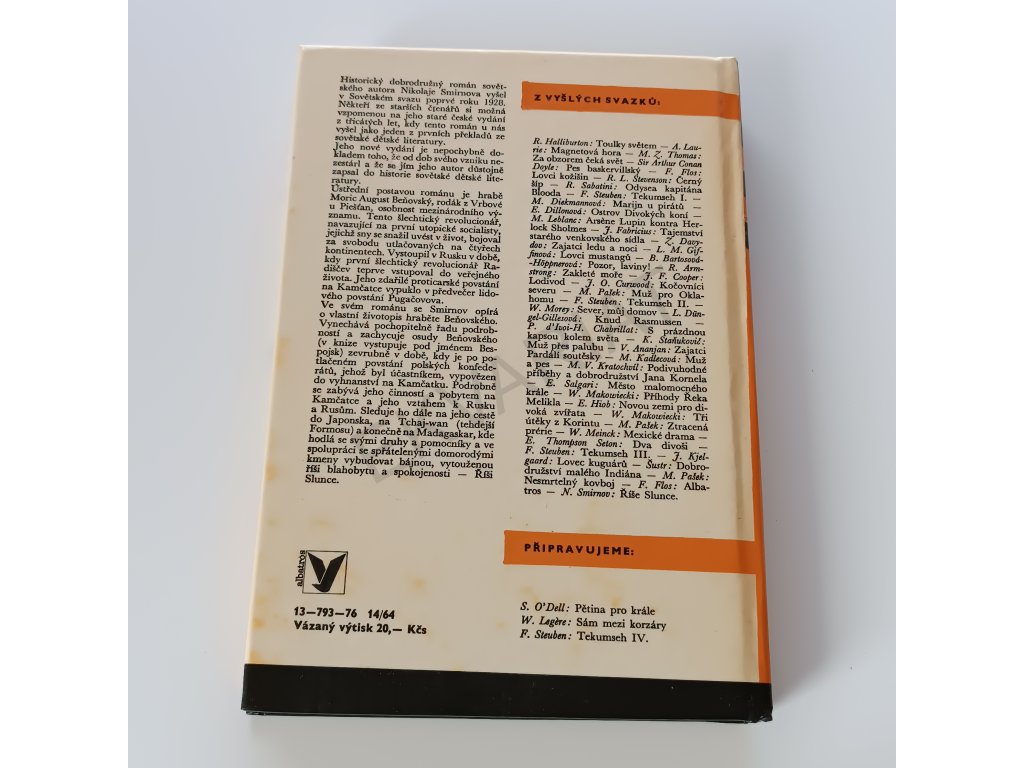 Historický dobrodružný román sovět-
ského autora Nikolaje Smirnova vyšel
v Sovětském svazu poprvé roku 1928.
Někteří ze starších čtenářů si možná
vzpomenou na jeho staré české vydání
z třicátých let, kdy tento román u nás
vyšel jako jeden z prvních překladů ze
sovětské dětské literatury.
Jeho nové vydání je nepochybně do-
kladem toho, že od dob svého vzniku ne-
zestárl a že se jím jeho autor důstojně
zapsal do historie sovětské dětské lite-
ratury.
Ústřední postavou románu je hrabě
Moric August Beňovský, rodák z Vrbové
u Piešťan, osobnost mezinárodního vý-
znamu. Tento šlechtický revolucionář,
navazující na první utopické socialisty,
jejichž sny se snažil uvést v život, bojoval
za svobodu utlačovaných na čtyřech
kontinentech. Vystoupil v Rusku v době,
kdy první šlechtický revolucionář Ra-
diščev teprve vstupoval do veřejného
života. Jeho zdařilé proticarské povstání
na Kamčatce vypuklo v předvečer lido-
vého povstání Pugačovova.
Ve svém románu se Smirnov opírá
o vlastní životopis hraběte Beňovského.
Vynechává pochopitelně řadu podrob-
ností a zachycuje osudy Beňovského
(v knize vystupuje pod jménem Bes-
pojsk) zevrubně v době, kdy je po po-
tlačeném povstání polských konfede-
rátů, jehož byl účastníkem, vypovězen
do vyhnanství na Kamčatku. Podrobně
se zabývá jeho činností a pobytem na
Kamčatce a jeho vztahem k Rusku
a Rusům. Sleduje ho dále na jeho cestě
do Japonska, na Tchaj-wan (tehdejší
Formosu) a konečně na Madagaskar, kde
hodlá se svými druhy a pomocníky a ve
spolupráci se spřátelenými domorodými
kmeny vybudovat bájnou, vytouženou
říši blahobytu a spokojenosti — Říši
Slunce.
albatros
13—793—76 14/64
Vázaný výtisk 20,— Kčs
Z VYŠLÝCH SVAZKŮ:
R. Halliburton: Toulky světem — A. Lau-
rie: Magnetová hora — M. Z. Thomas:
Za obzorem čeká svět — Sir Arthur Conan
Doyle: Pes baskervillský — F. Flos:
Lovci kožišin — R. L. Stevenson: Černý
šíp — R. Sabatini: Odysea kapitána
Blooda — F. Steuben: Tekumseh I. —
M. Diekmannová: Marijn u pirátů —
E. Dillonová: Ostrov Divokých koní —
M. Leblanc: Arsène Lupin kontra Her-
lock Sholmes — J. Fabricius: Tajemství
starého venkovského sídla — Z. Davy-
dov: Zajatci ledu a noci — L. M. Gif-
finová: Lovci mustangů — B. Bartosová-
-Höppnerová: Pozor, laviny! — R. Arm-
strong: Zakleté moře — J. F. Cooper:
Lodivod — J. O. Curwood: Kočovníci
severu — M. Pašek: Muž pro Okla-
homu — F. Steuben: Tekumseh II. —
W. Morey: Sever, můj domov — L. Dün-
gel-Gillesová: Knud Rasmussen —
P. d'Ivoi-H. Chabrillat: S prázdnou
kapsou kolem světa — K. Staňukovič:
Muž přes palubu — V. Ananjan: Zajatci
Pardálí soutěsky — M. Kadlecová: Muž
a pes — M. V. Kratochvíl: Podivuhodné
příběhy a dobrodružství Jana Kornela
— E. Salgari: Město malomocného
krále — W. Makowiecki: Příhody Řeka
Melikla — E. Hiob: Novou zemi pro di-
voká zvířata — W. Makowiecki: Tři
útěky z Korintu — M. Pašek: Ztracená
prérie — W. Meinck: Mexické drama —
E. Thompson Seton: Dva divoši —
F. Steuben: Tekumseh III. — J. Kjel-
gaard: Lovec kuguárů — Šustr: Dobro-
družství malého Indiána — M. Pašek:
Nesmrtelný kovboj — F. Flos: Alba-
tros — N. Smirnov: Říše Slunce.
PŘIPRAVUJEME:
S. O'Dell: Pětina pro krále
W. Legère: Sám mezi korzáry
F. Steuben: Tekumseh IV.